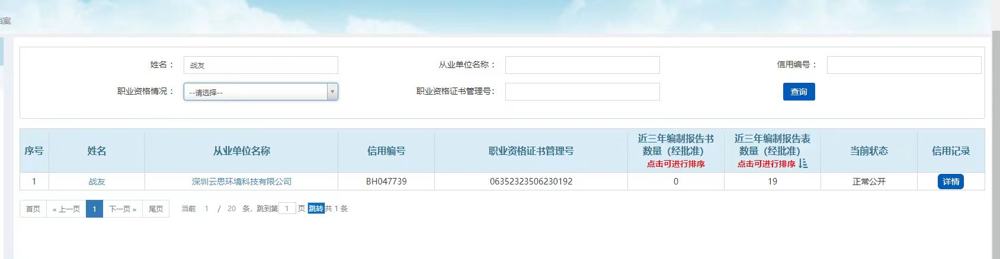 档案
姓名： 战友 从业单位名称： 信用编号：
职业资格情况： --请选择-- 职业资格证书管理号： 查询
序号 姓名 从业单位名称 信用编号 职业资格证书管理号 近三年编制报告书 近三年编制报告表 当前状态 信用记录
数量（经批准） 数量（经批准）
点击可进行排序 点击可进行排序
1 战友 深圳云思环境科技有限公司 BH047739 06352323506230192 0 19 正常公开 详情
首页 « 上一页 1 下一页 » 尾页 当前 1 / 20 条，跳到第 1 页 跳转 共 1 条